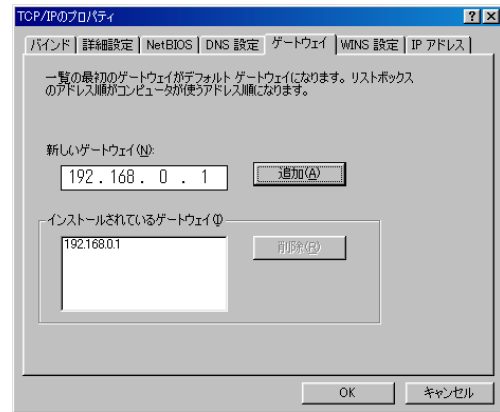 TCP/IPのプロパティ
バインド 詳細設定 NetBIOS DNS 設定 ゲートウェイ WINS 設定 IP アドレス
一覧の最初のゲートウェイがデフォルト ゲートウェイになります。リストボックス
のアドレス順がコンピュータが使うアドレス順になります。
新しいゲートウェイ(N):
192.168. 0 . 1 追加(A)
インストールされているゲートウェイ(I)
192.168.0.1 削除(R)
OK キャンセル